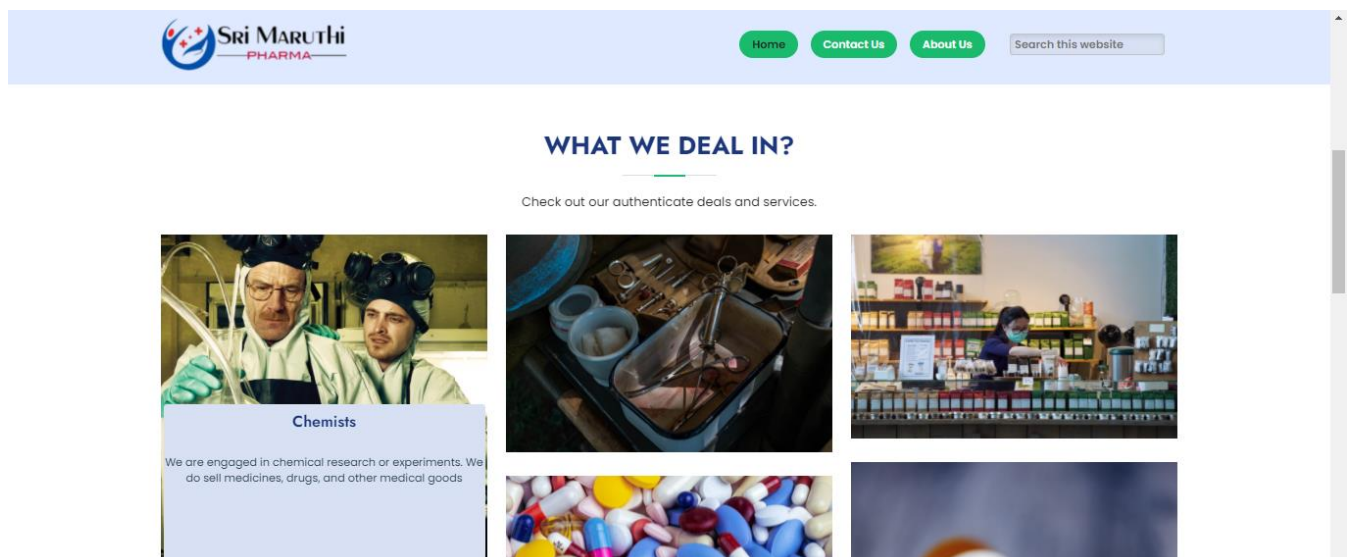 SRi MARUTHi
PHARMA
Home
Contact Us
About Us
Search this website
WHAT WE DEAL IN?
Check out our authenticate deals and services.
Chemists
We are engaged in chemical research or experiments. We
do sell medicines, drugs, and other medical goods